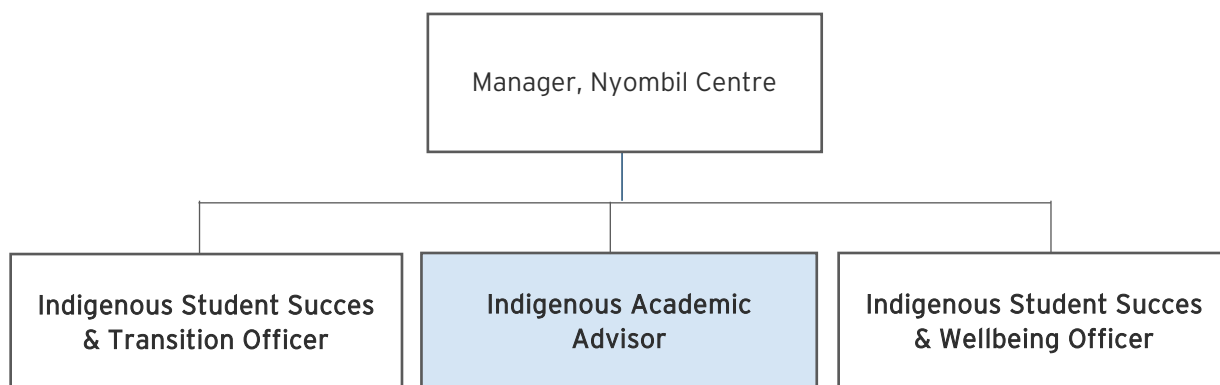 Manager, Nyombil Centre
Indigenous Student Succes
& Transition Officer
Indigenous Academic
Advisor
Indigenous Student Succes
& Wellbeing Officer